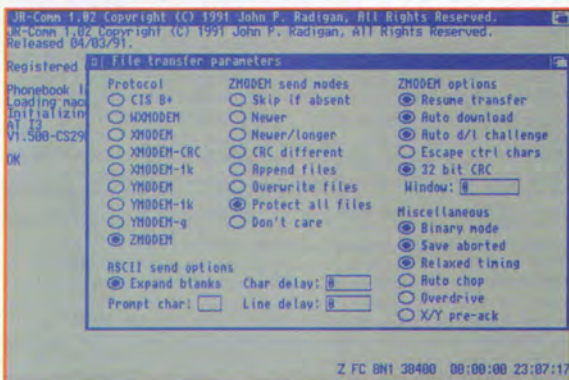 JR-Comm 1.02 Copyright (C) 1991 John P. Radigan, All Rights Reserved.
JR-Comm 1.02 Copyright (C) 1991 John P. Radigan, All Rights Reserved.
Released 04/03/91.
Registered
Phonebook
Loading mac
Initializin
AT I3
V1.500-CS29
OK
File transfer parameters
Protocol
CIS B+
WXMODEM
XMODEM
XMODEM-CRC
XMODEM-1k
YMODEM
YMODEM-1k
YMODEM-g
ZMODEM
ZMODEM send modes
Skip if absent
Newer
Newer/longer
CRC different
Append files
Overwrite files
Protect all files
Don't care
ZMODEM options
Resume transfer
Auto download
Auto d/l challenge
Escape ctrl chars
32 bit CRC
Window: 0
Miscellaneous
Binary mode
Save aborted
Relaxed timing
Auto chop
Overdrive
X/Y pre-ack
ASCII send options
Expand blanks
Char delay: 0
Prompt char:
Line delay: 0
Z FC 8N1 38400 00:00:00 23:07:17